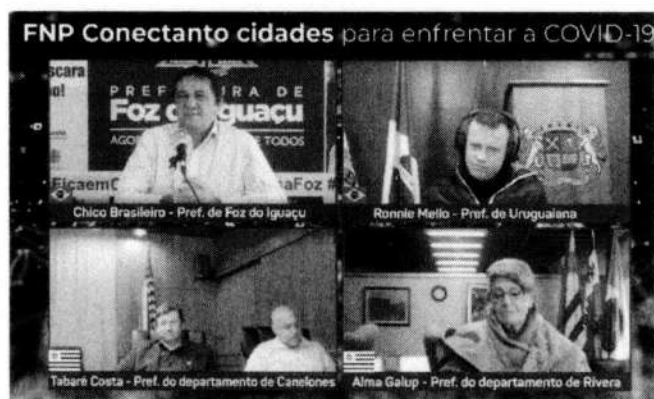 FNP Conectanto cidades para enfrentar a COVID-19
PREFEITURA DE
Foz do Iguaçu
Chico Brasileiro - Pref. de Foz do Iguaçu
Ronnie Mello - Pref. de Uruguaiana
Tabaré Costa - Pref. do departamento de Canelones
Alma Galup - Pref. do departamento de Rivera